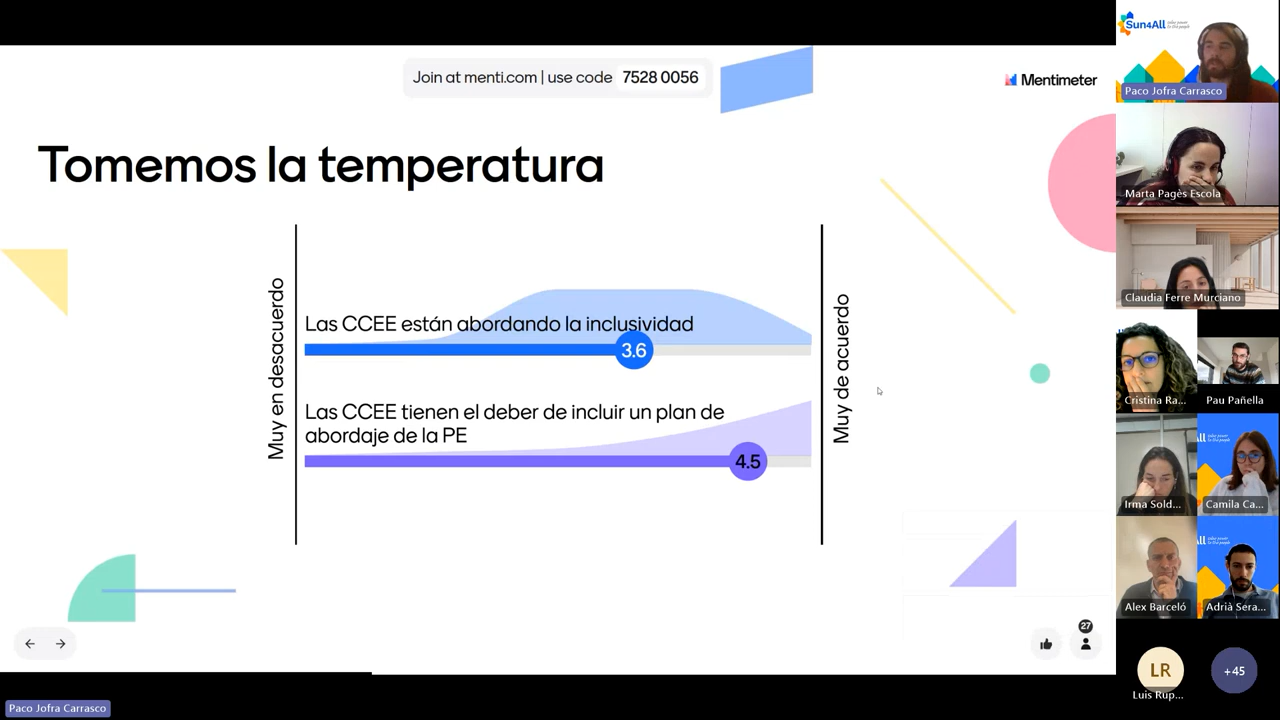 Join at menti.com | use code 7528 0056
Mentimeter
Tomemos la temperatura
Muy en desacuerdo
Las CCEE están abordando la inclusividad
3.6
Las CCEE tienen el deber de incluir un plan de
abordaje de la PE
4.5
Muy de acuerdo
27
Paco Jofra Carrasco
Sun4All
Paco Jofra Carrasco
Marta Pagès Escola
Claudia Ferre Murciano
Cristina Ra...
Pau Pañella
Irma Sold...
Camila Ca...
Alex Barceló
Adrià Sera...
LR
Luis Rúp...
+45